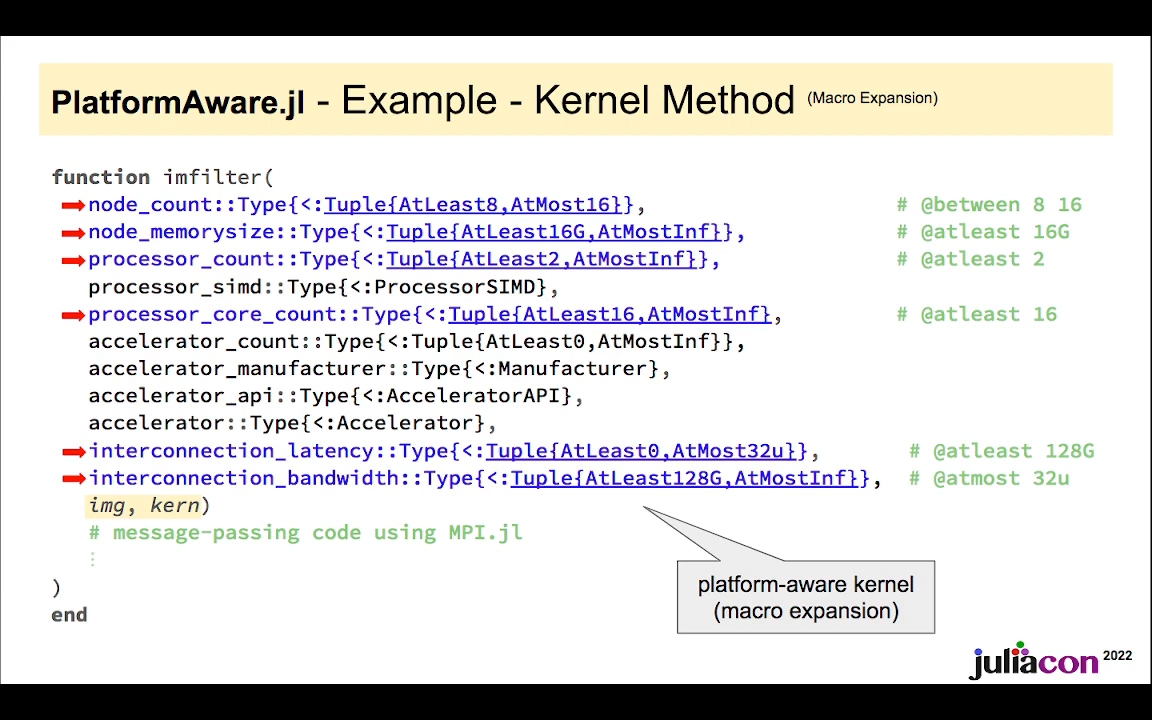 PlatformAware.jl - Example - Kernel Method (Macro Expansion)
function imfilter(
node_count::Type{<:Tuple{AtLeast8,AtMost16}}, # @between 8 16
node_memorysize::Type{<:Tuple{AtLeast16G,AtMostInf}}, # @atleast 16G
processor_count::Type{<:Tuple{AtLeast2,AtMostInf}}, # @atleast 2
processor_simd::Type{<:ProcessorSIMD},
processor_core_count::Type{<:Tuple{AtLeast16,AtMostInf}, # @atleast 16
accelerator_count::Type{<:Tuple{AtLeast0,AtMostInf}},
accelerator_manufacturer::Type{<:Manufacturer},
accelerator_api::Type{<:AcceleratorAPI},
accelerator::Type{<:Accelerator},
interconnection_latency::Type{<:Tuple{AtLeast0,AtMost32u}}, # @atleast 128G
interconnection_bandwidth::Type{<:Tuple{AtLeast128G,AtMostInf}}, # @atmost 32u
img, kern)
# message-passing code using MPI.jl
⋮
)
end
platform-aware kernel
(macro expansion)
juliacon 2022